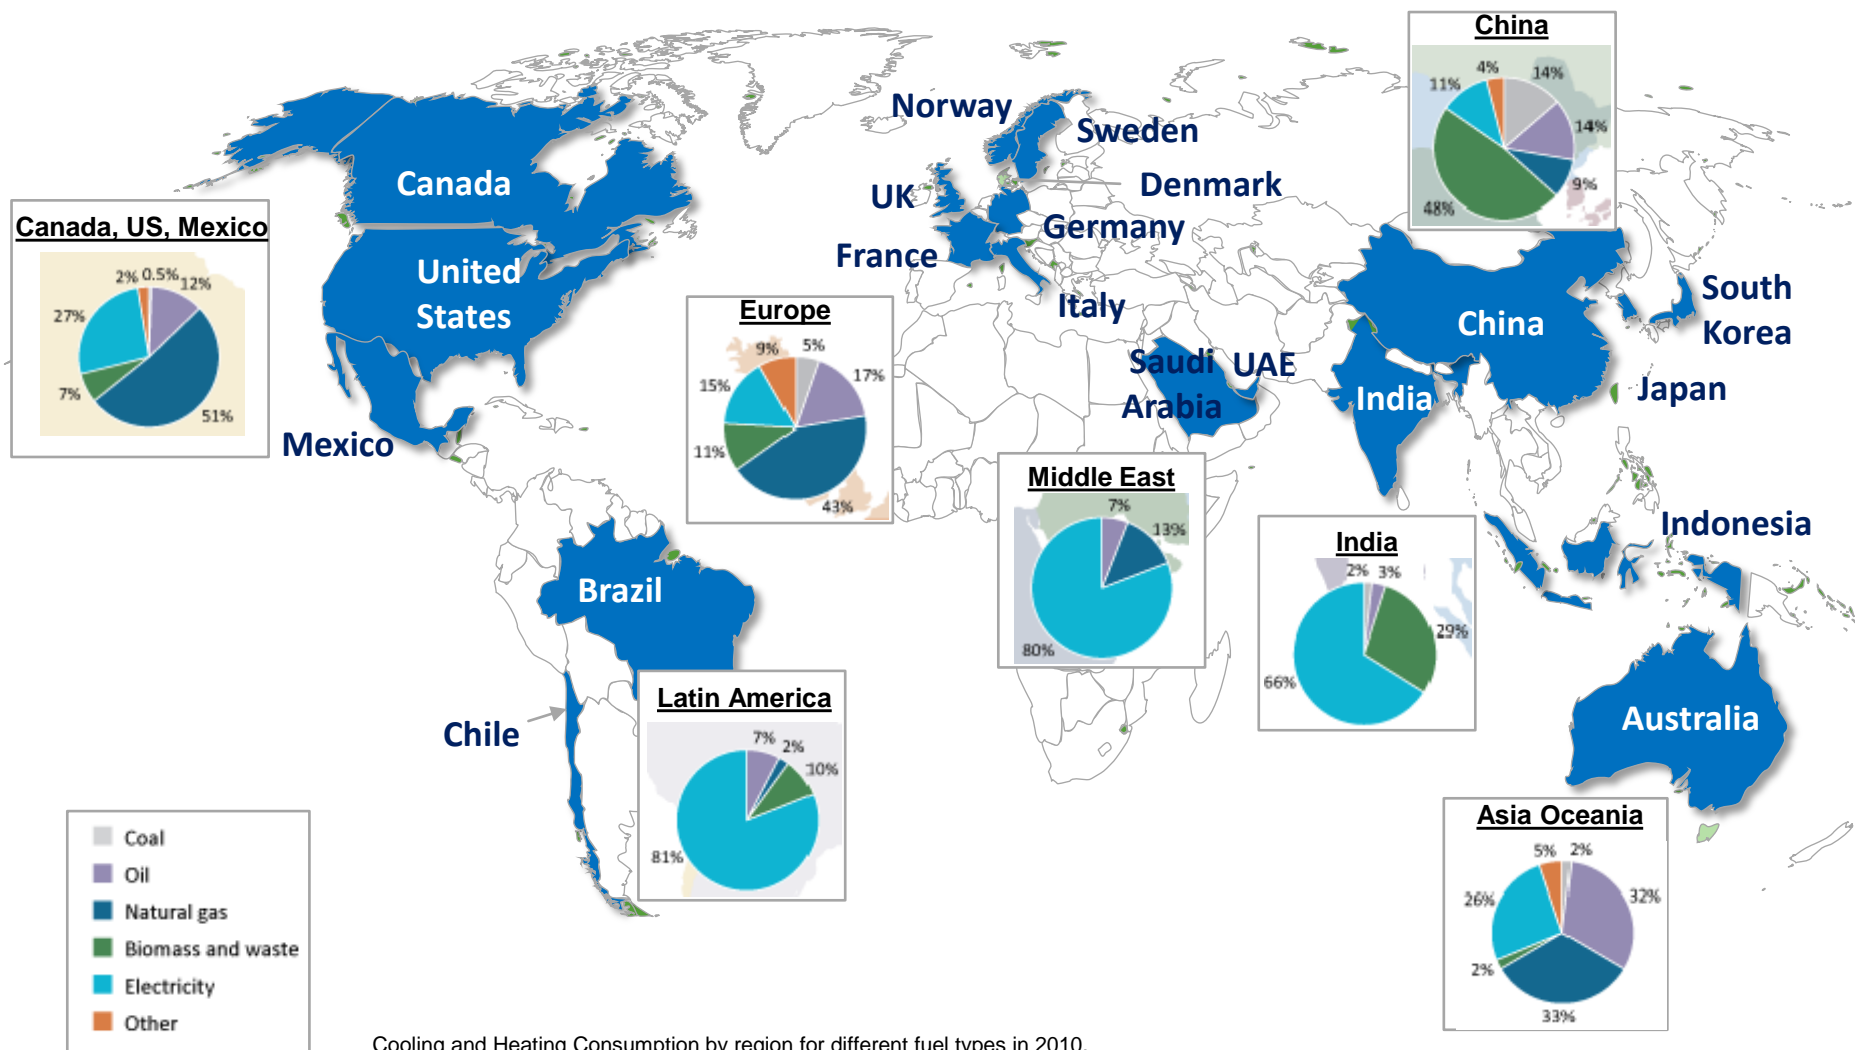 China
4%
14%
11%
14%
9%
48%
Norway
Sweden
Canada
UK
Denmark
Canada, US, Mexico
Germany
France
2% 0.5%
12%
27%
7%
51%
United
States
Italy
South
Korea
Europe
9%
5%
17%
15%
11%
43%
China
Saudi
Arabia
UAE
India
Japan
Mexico
Middle East
7%
13%
80%
Indonesia
India
2% 3%
29%
66%
Brazil
Latin America
7% 2%
10%
81%
Chile
Australia
Asia Oceania
5% 2%
32%
26%
2%
33%
Coal
Oil
Natural gas
Biomass and waste
Electricity
Other
Cooling and Heating Consumption by region for different fuel types in 2010.